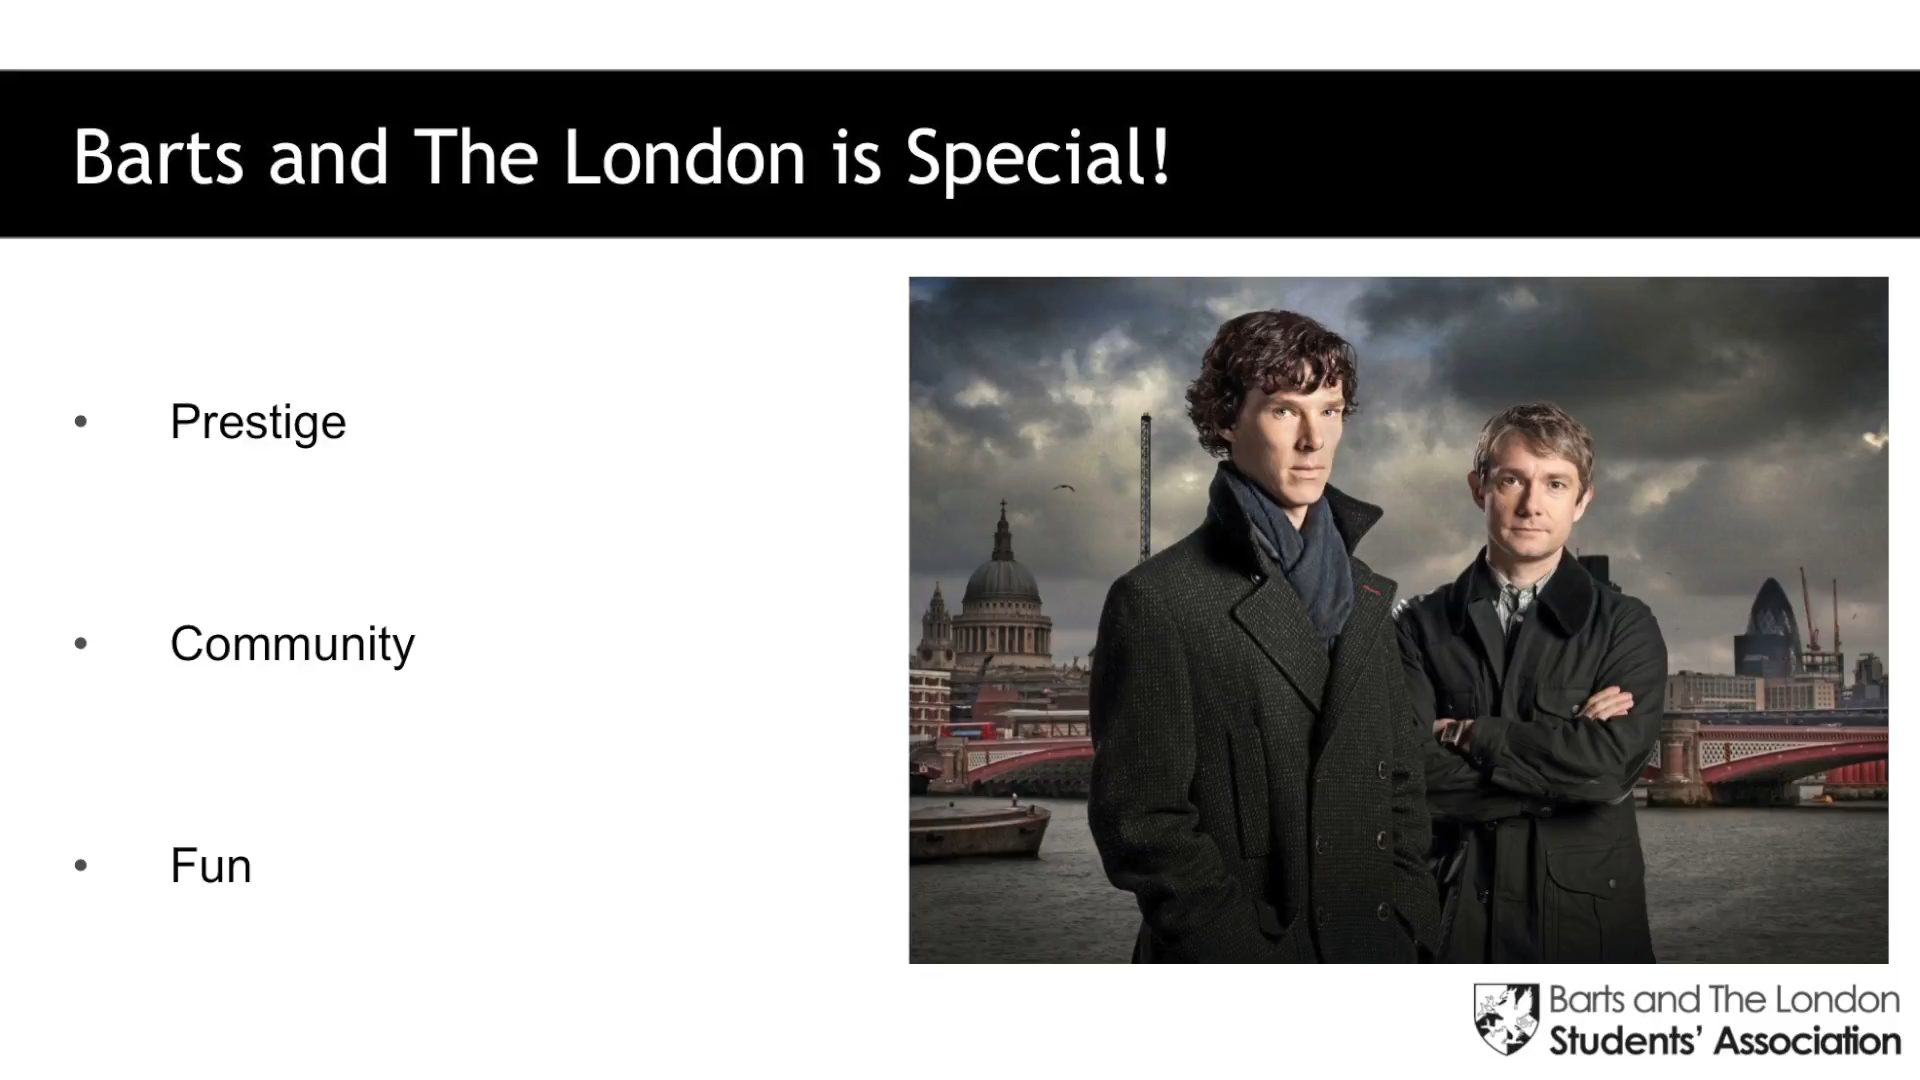 Barts and The London is Special!
• Prestige
• Community
• Fun
Barts and The London
Students’ Association